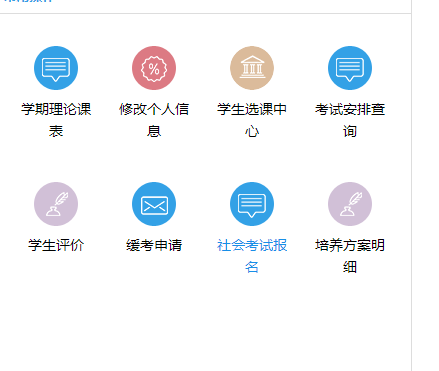 学期理论课
表
修改个人信
息
学生选课中
心
考试安排查
询
学生评价
缓考申请
社会考试报
名
培养方案明
细